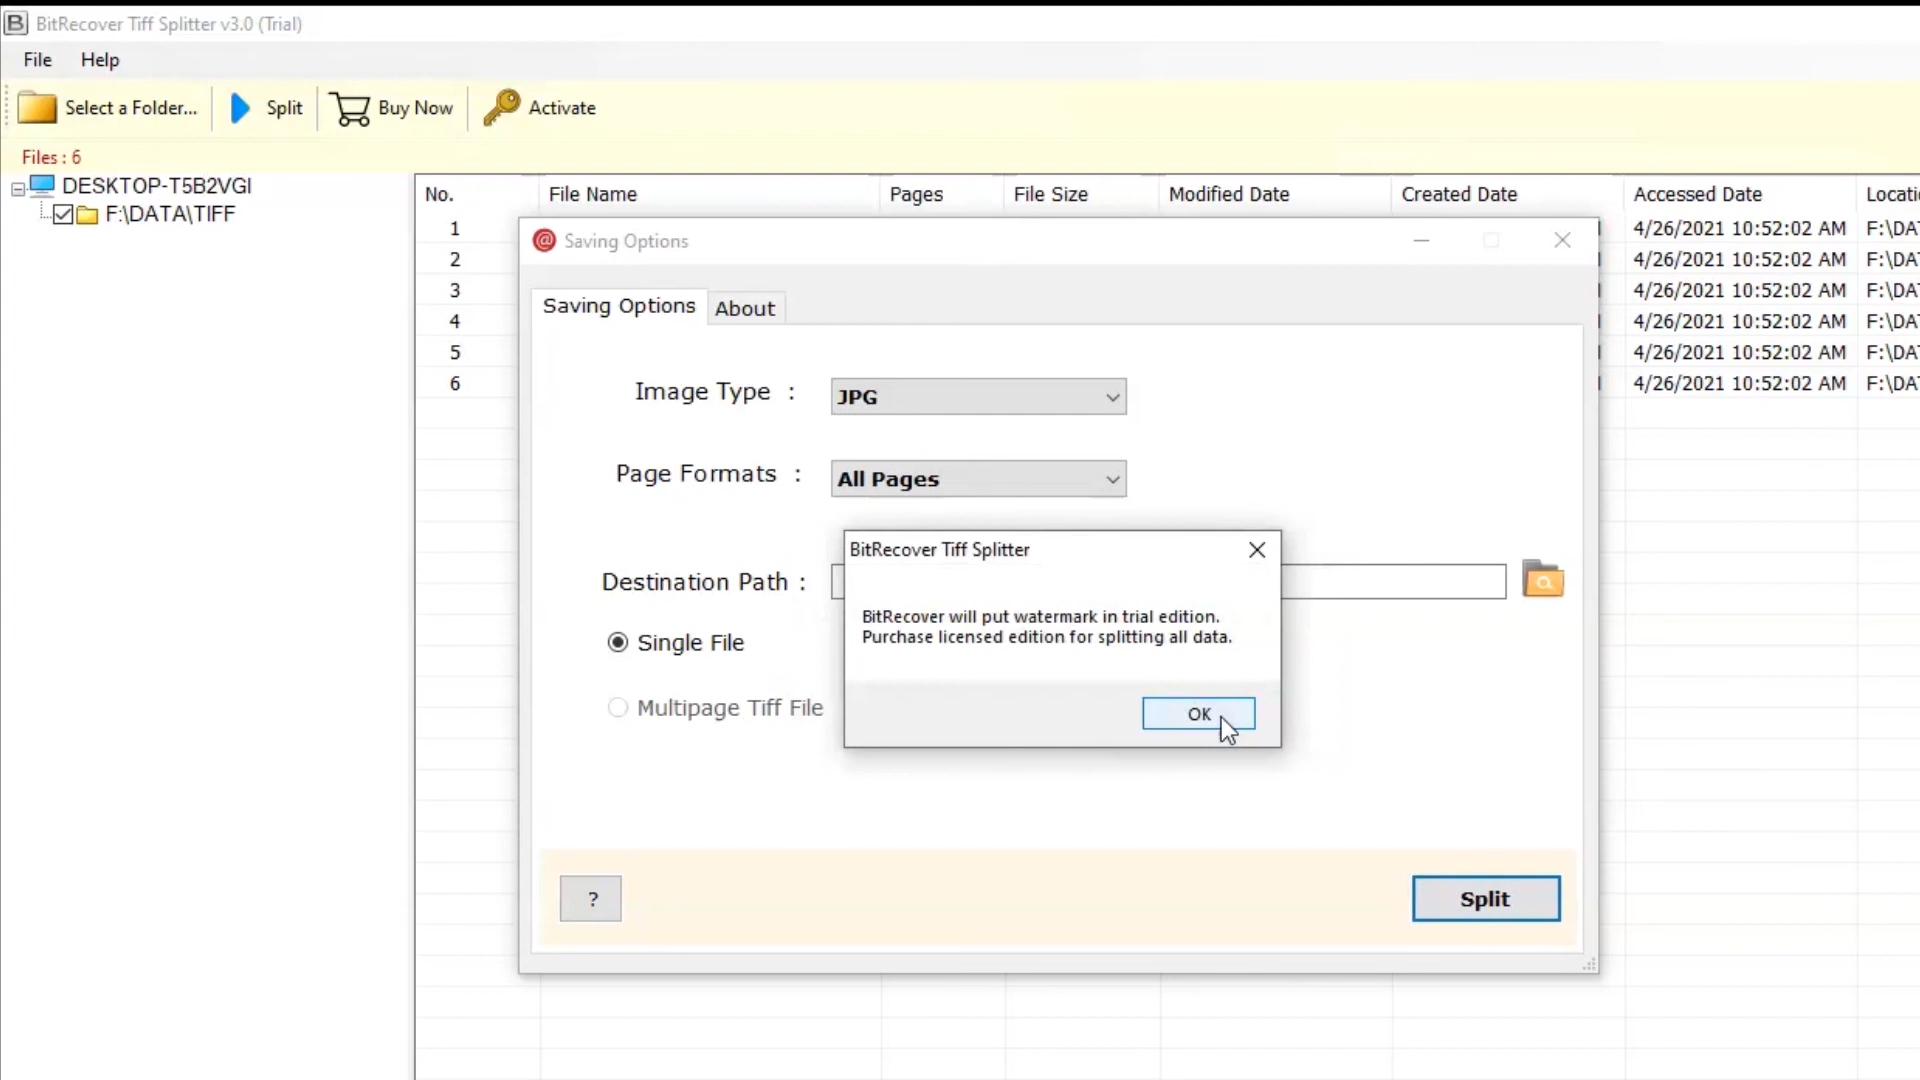 BitRecover Tiff Splitter v3.0 (Trial)
File Help
Select a Folder... Split Buy Now Activate
Files : 6
DESKTOP-T5B2VGI
F:\DATA\TIFF
No. File Name Pages File Size Modified Date Created Date Accessed Date
1 4/26/2021 10:52:02 AM
2 4/26/2021 10:52:02 AM
3 4/26/2021 10:52:02 AM
4 4/26/2021 10:52:02 AM
5 4/26/2021 10:52:02 AM
6 4/26/2021 10:52:02 AM
Saving Options
Saving Options About
Image Type : JPG
Page Formats : All Pages
Destination Path :
Single File
Multipage Tiff File
BitRecover Tiff Splitter
BitRecover will put watermark in trial edition.
Purchase licensed edition for splitting all data.
OK
? Split